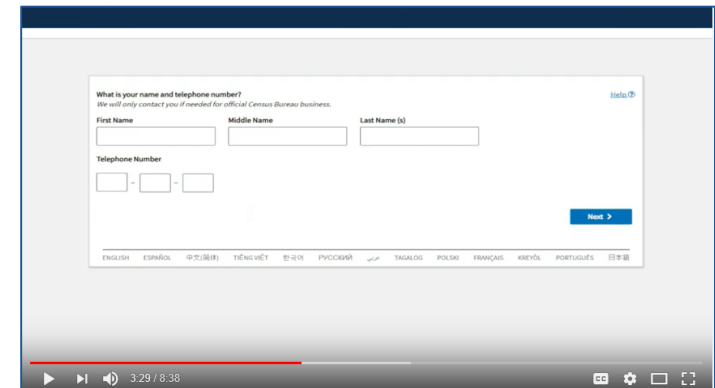 What is your name and telephone number?
Help
We will only contact you if needed for official Census Bureau business.
First Name Middle Name Last Name (s)
Telephone Number
- -
Next >
ENGLISH ESPAÑOL 中文(简体) TIẾNG VIỆT 한국어 РУССКИЙ عربي TAGALOG POLSKI FRANÇAIS KREYÒL PORTUGUÊS 日本語
3:29 / 8:38 CC